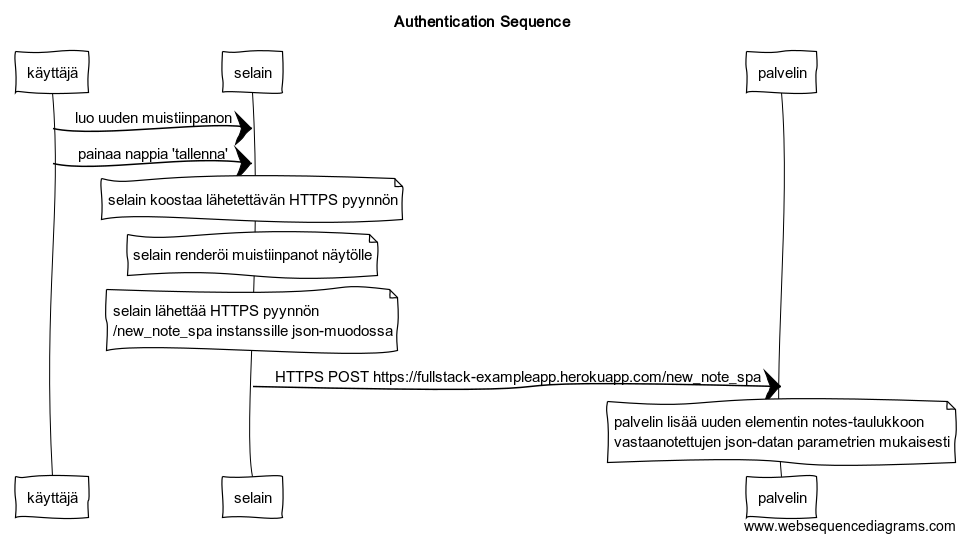 Authentication Sequence
käyttäjä
selain
palvelin
luo uuden muistiinpanon
painaa nappia 'tallenna'
selain koostaa lähetettävän HTTPS pyynnön
selain renderöi muistiinpanot näytölle
selain lähettää HTTPS pyynnön
/new_note_spa instanssille json-muodossa
HTTPS POST https://fullstack-exampleapp.herokuapp.com/new_note_spa
palvelin lisää uuden elementin notes-taulukkoon
vastaanotettujen json-datan parametrien mukaisesti
käyttäjä
selain
palvelin
www.websequencediagrams.com